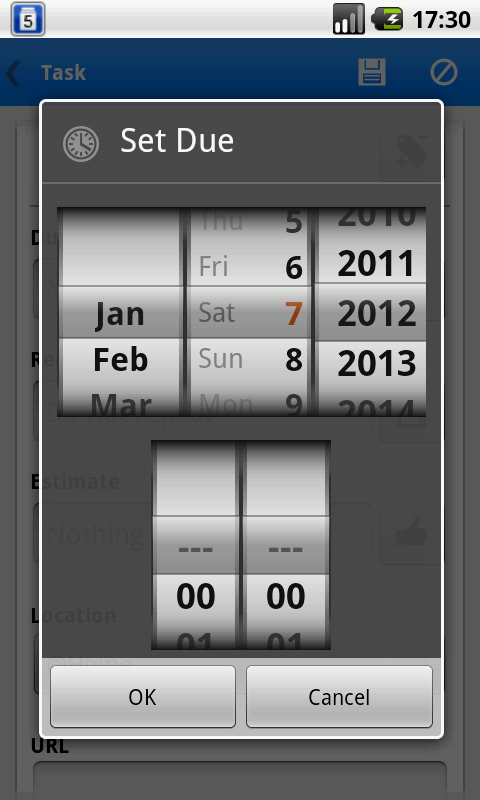 5 17:30
Task
Set Due
Thu 5 2010
Fri 6 2011
Jan Sat 7 2012
Feb Sun 8 2013
Mar Mon 9 2014
Estimate
Nothing
--- ---
00 00
01 01
Location
Home
OK Cancel
URL